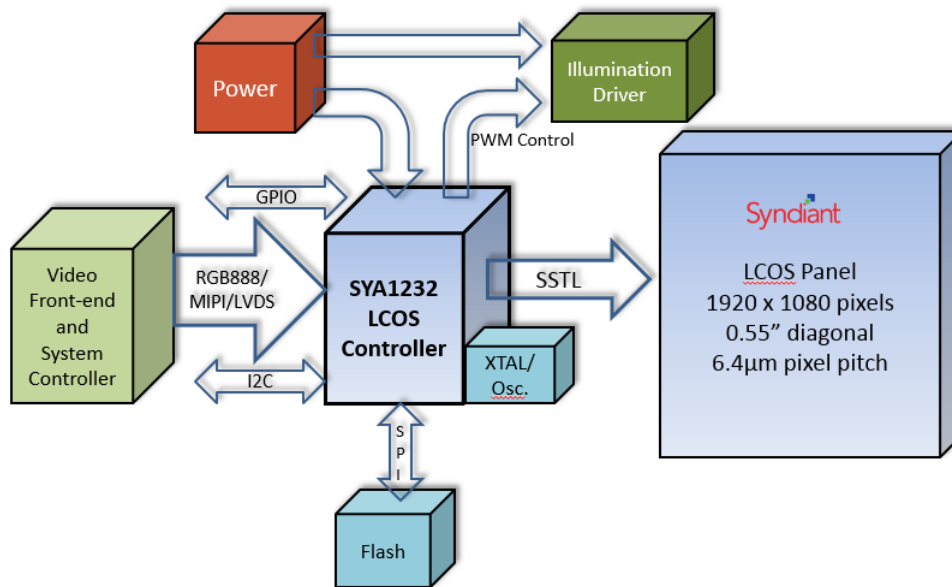 Power
Illumination
Driver
PWM Control
GPIO
Video
Front-end
and
System
Controller
RGB888/
MIPI/LVDS
I2C
SYA1232
LCOS
Controller
XTAL/
Osc.
SSTL
Syndiant
LCOS Panel
1920 x 1080 pixels
0.55” diagonal
6.4µm pixel pitch
S
P
I
Flash